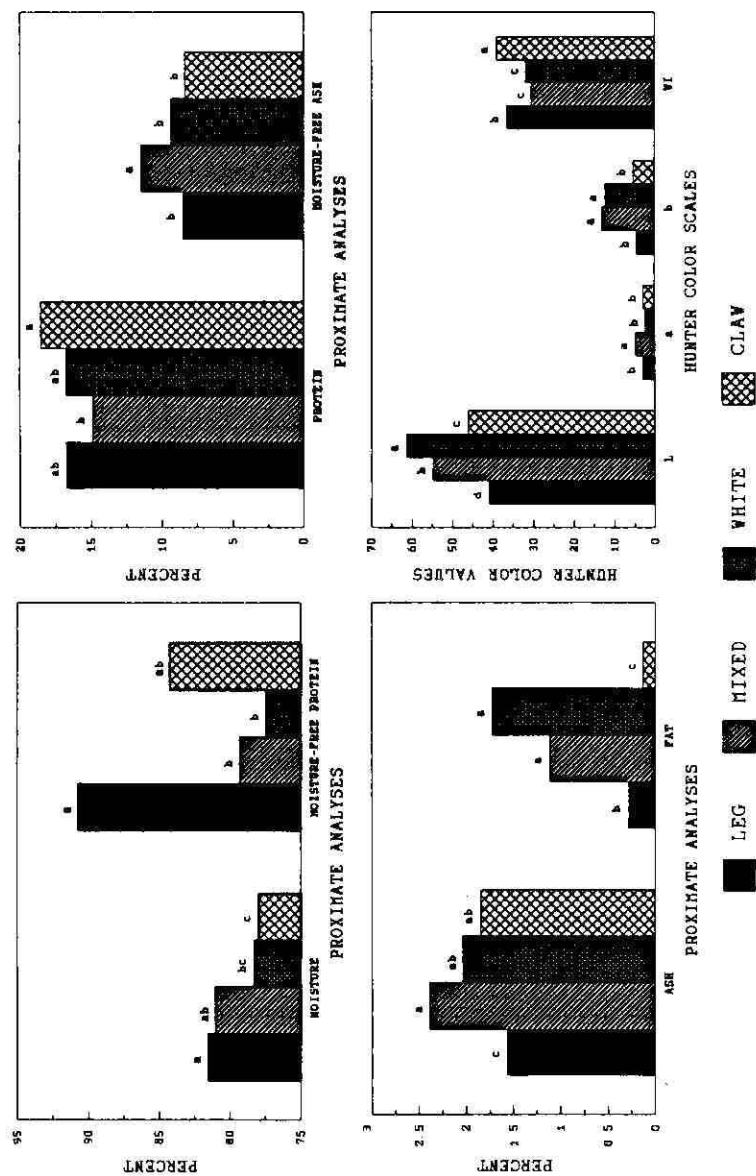 95
90
85
80
75
PERCENT
a
ab
bc
c
a
b
b
ab
MOISTURE
MOISTURE-FREE PROTEIN
PROXIMATE ANALYSES
20
15
10
5
0
PERCENT
ab
b
ab
a
b
a
b
b
PROTEIN
MOISTURE-FREE ASH
PROXIMATE ANALYSES
3
2.5
2
1.5
1
0 5
0
PERCENT
c
a
ab
ab
b
a
a
c
ASH
FAT
PROXIMATE ANALYSES
70
60
50
40
30
20
10
0
HUNTER COLOR VALUES
d
b
a
c
b
a
b
b
b
a
a
b
b
c
c
a
L
a
b
WI
HUNTER COLOR SCALES
LEG MIXED WHITE CLAW